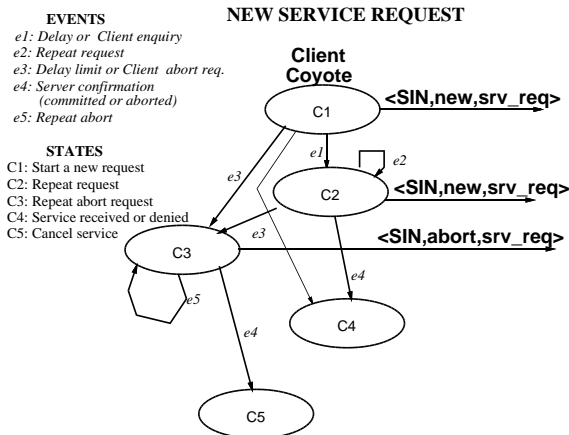 NEW SERVICE REQUEST
EVENTS
e1: Delay or Client enquiry
e2: Repeat request
e3: Delay limit or Client abort req.
e4: Server confirmation
(committed or aborted)
e5: Repeat abort
STATES
C1: Start a new request
C2: Repeat request
C3: Repeat abort request
C4: Service received or denied
C5: Cancel service
Client
Coyote
C1
<SIN,new,srv_req>
e1
e2
e3
C2
<SIN,new,srv_req>
e3
<SIN,abort,srv_req>
C3
e4
e5
C4
e4
C5